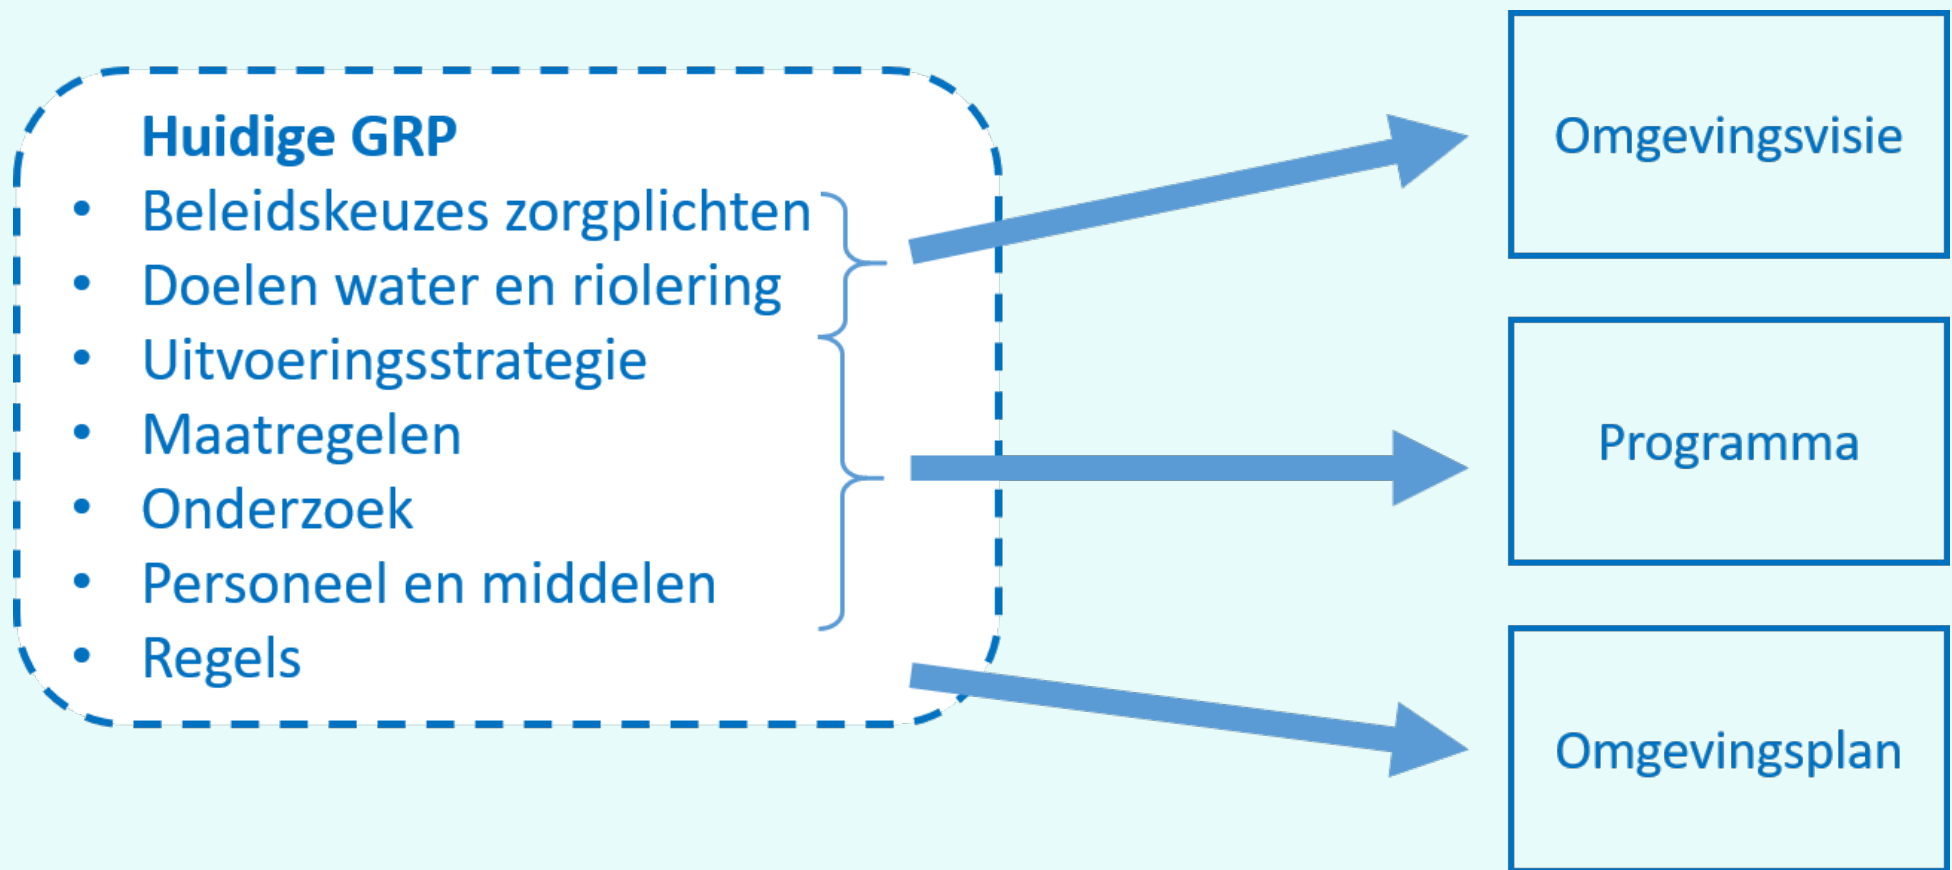 Huidige GRP
• Beleidskeuzes zorgplichten
• Doelen water en riolering
• Uitvoeringsstrategie
• Maatregelen
• Onderzoek
• Personeel en middelen
• Regels
Omgevingsvisie
Programma
Omgevingsplan